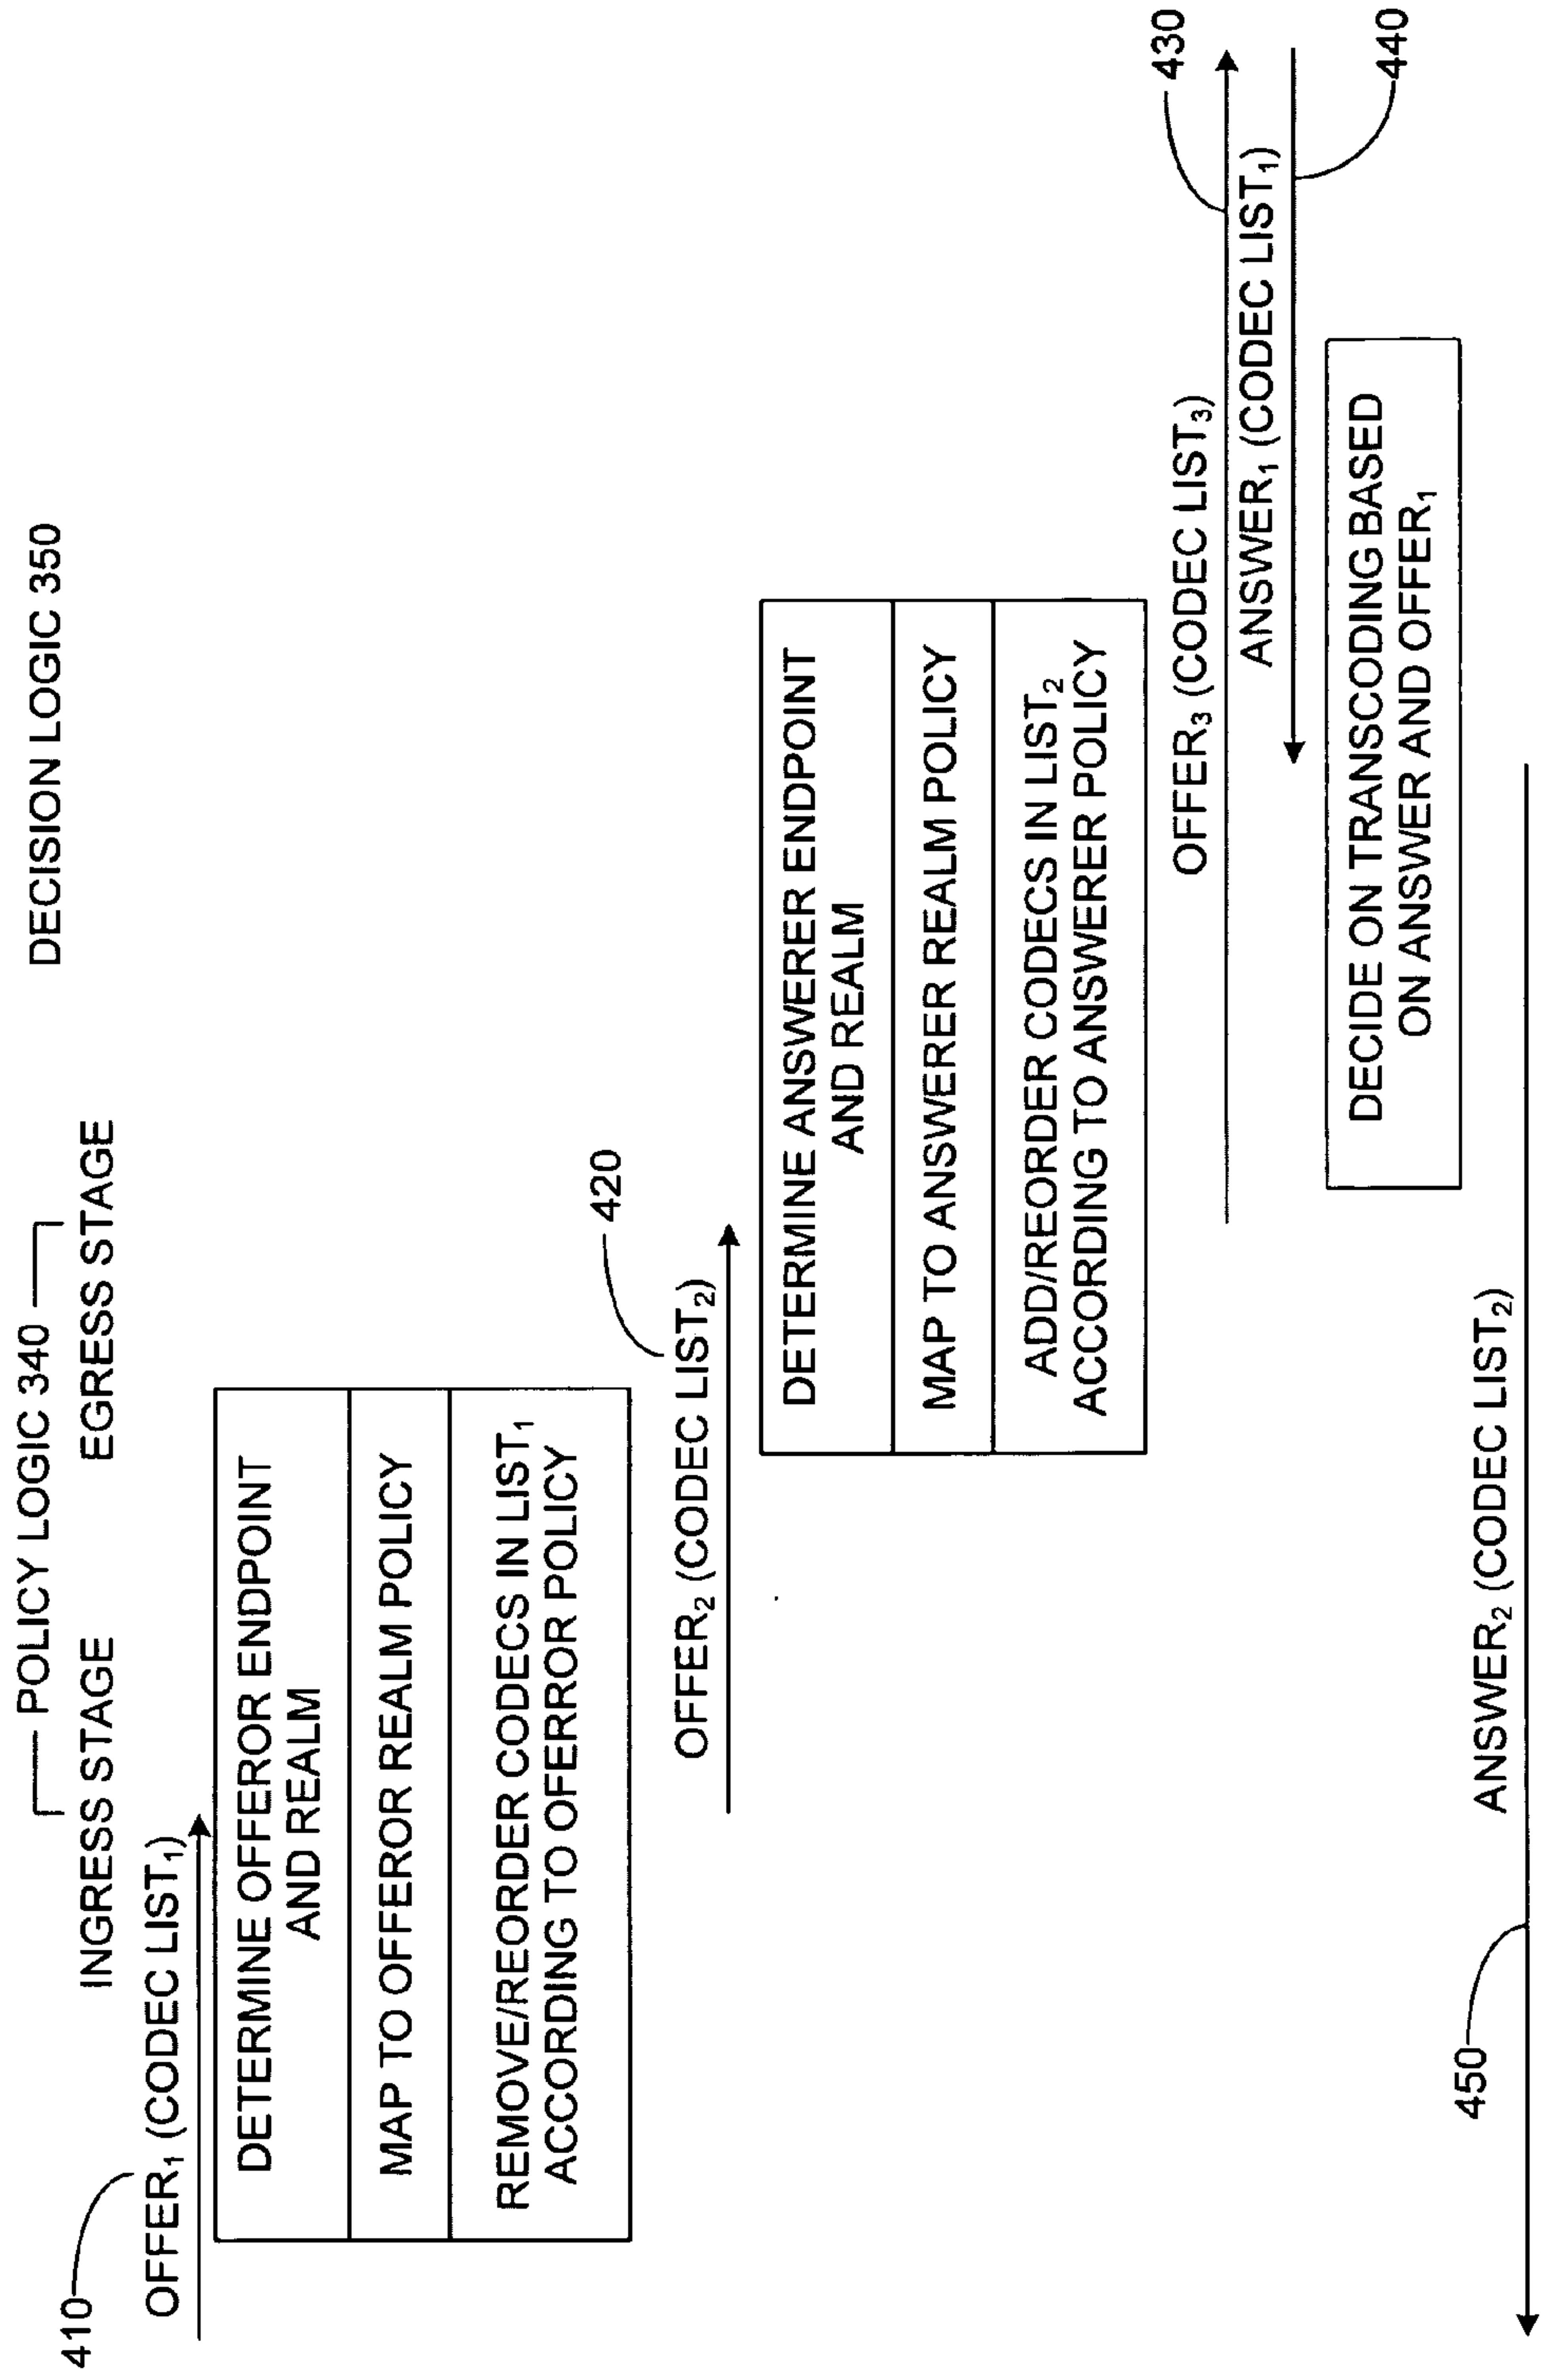 POLICY LOGIC 340
INGRESS STAGE
EGRESS STAGE
DECISION LOGIC 350
410
OFFER₁ (CODEC LIST₁)
DETERMINE OFFEROR ENDPOINT
AND REALM
MAP TO OFFEROR REALM POLICY
REMOVE/REORDER CODECS IN LIST₁
ACCORDING TO OFERROR POLICY
420
OFFER₂ (CODEC LIST₂)
DETERMINE ANSWERER ENDPOINT
AND REALM
MAP TO ANSWERER REALM POLICY
ADD/REORDER CODECS IN LIST₂
ACCORDING TO ANSWERER POLICY
430
OFFER₃ (CODEC LIST₃)
ANSWER₁ (CODEC LIST₁)
440
DECIDE ON TRANSCODING BASED
ON ANSWER AND OFFER₁
ANSWER₂ (CODEC LIST₂)
450